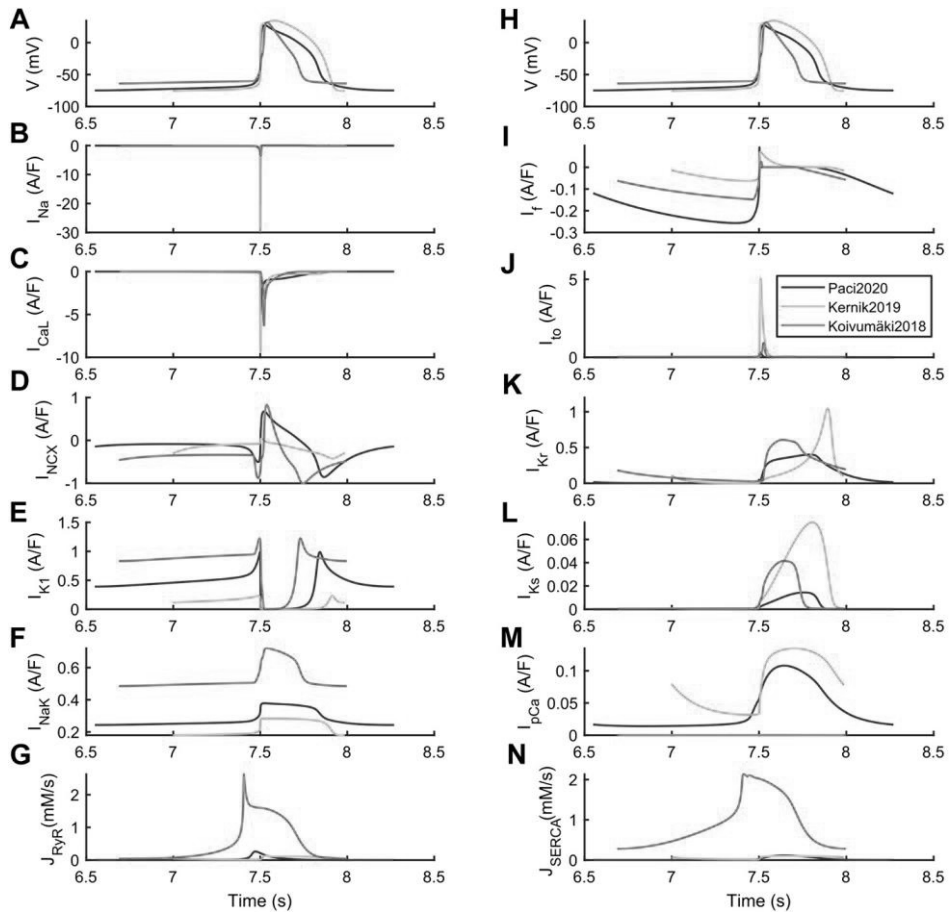 A
V (mV)
0
-50
-100
6.5 7 7.5 8 8.5
B
I_Na (A/F)
0
-10
-20
-30
6.5 7 7.5 8 8.5
C
I_CaL (A/F)
0
-5
-10
6.5 7 7.5 8 8.5
D
I_NCX (A/F)
1
0
-1
6.5 7 7.5 8 8.5
E
I_K1 (A/F)
1.5
1
0.5
0
6.5 7 7.5 8 8.5
F
I_NaK (A/F)
0.6
0.4
0.2
6.5 7 7.5 8 8.5
G
J_RyR (mM/s)
2
1
0
6.5 7 7.5 8 8.5
Time (s)
H
V (mV)
0
-50
-100
6.5 7 7.5 8 8.5
I
I_f (A/F)
0
-0.1
-0.2
-0.3
6.5 7 7.5 8 8.5
J
I_to (A/F)
5
0
Paci2020
Kernik2019
Koivumäki2018
6.5 7 7.5 8 8.5
K
I_Kr (A/F)
1
0.5
0
6.5 7 7.5 8 8.5
L
I_Ks (A/F)
0.06
0.04
0.02
0
6.5 7 7.5 8 8.5
M
I_pCa (A/F)
0.1
0.05
0
6.5 7 7.5 8 8.5
N
J_SERCA (mM/s)
2
1
0
6.5 7 7.5 8 8.5
Time (s)